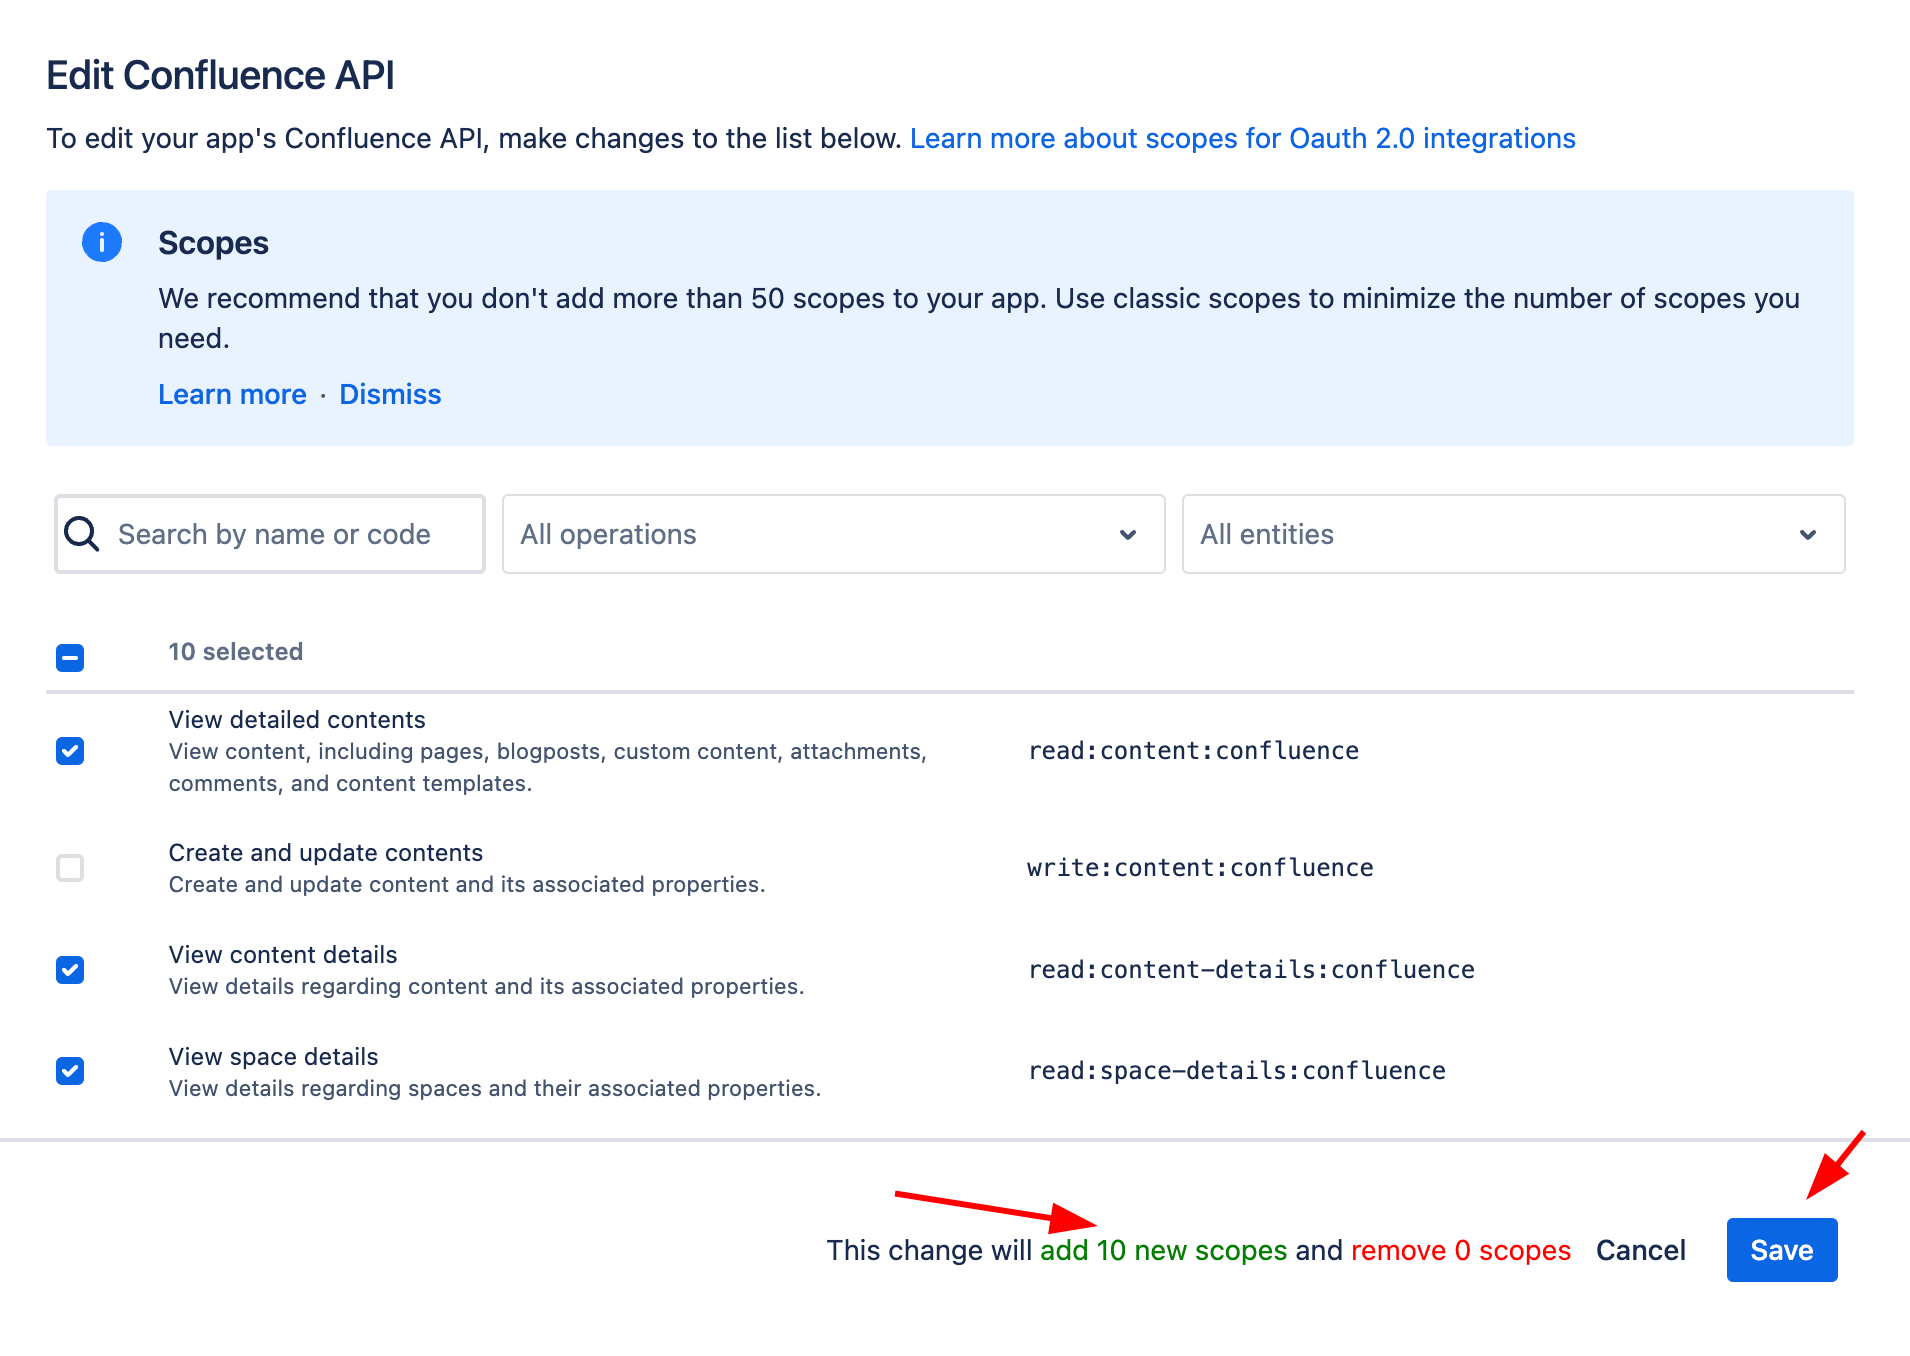 Edit Confluence API
To edit your app's Confluence API, make changes to the list below. Learn more about scopes for Oauth 2.0 integrations
Scopes
We recommend that you don't add more than 50 scopes to your app. Use classic scopes to minimize the number of scopes you
need.
Learn more · Dismiss
Search by name or code
All operations
All entities
10 selected
View detailed contents
View content, including pages, blogposts, custom content, attachments,
comments, and content templates.
read:content:confluence
Create and update contents
Create and update content and its associated properties.
write:content:confluence
View content details
View details regarding content and its associated properties.
read:content-details:confluence
View space details
View details regarding spaces and their associated properties.
read:space-details:confluence
This change will add 10 new scopes and remove 0 scopes
Cancel
Save